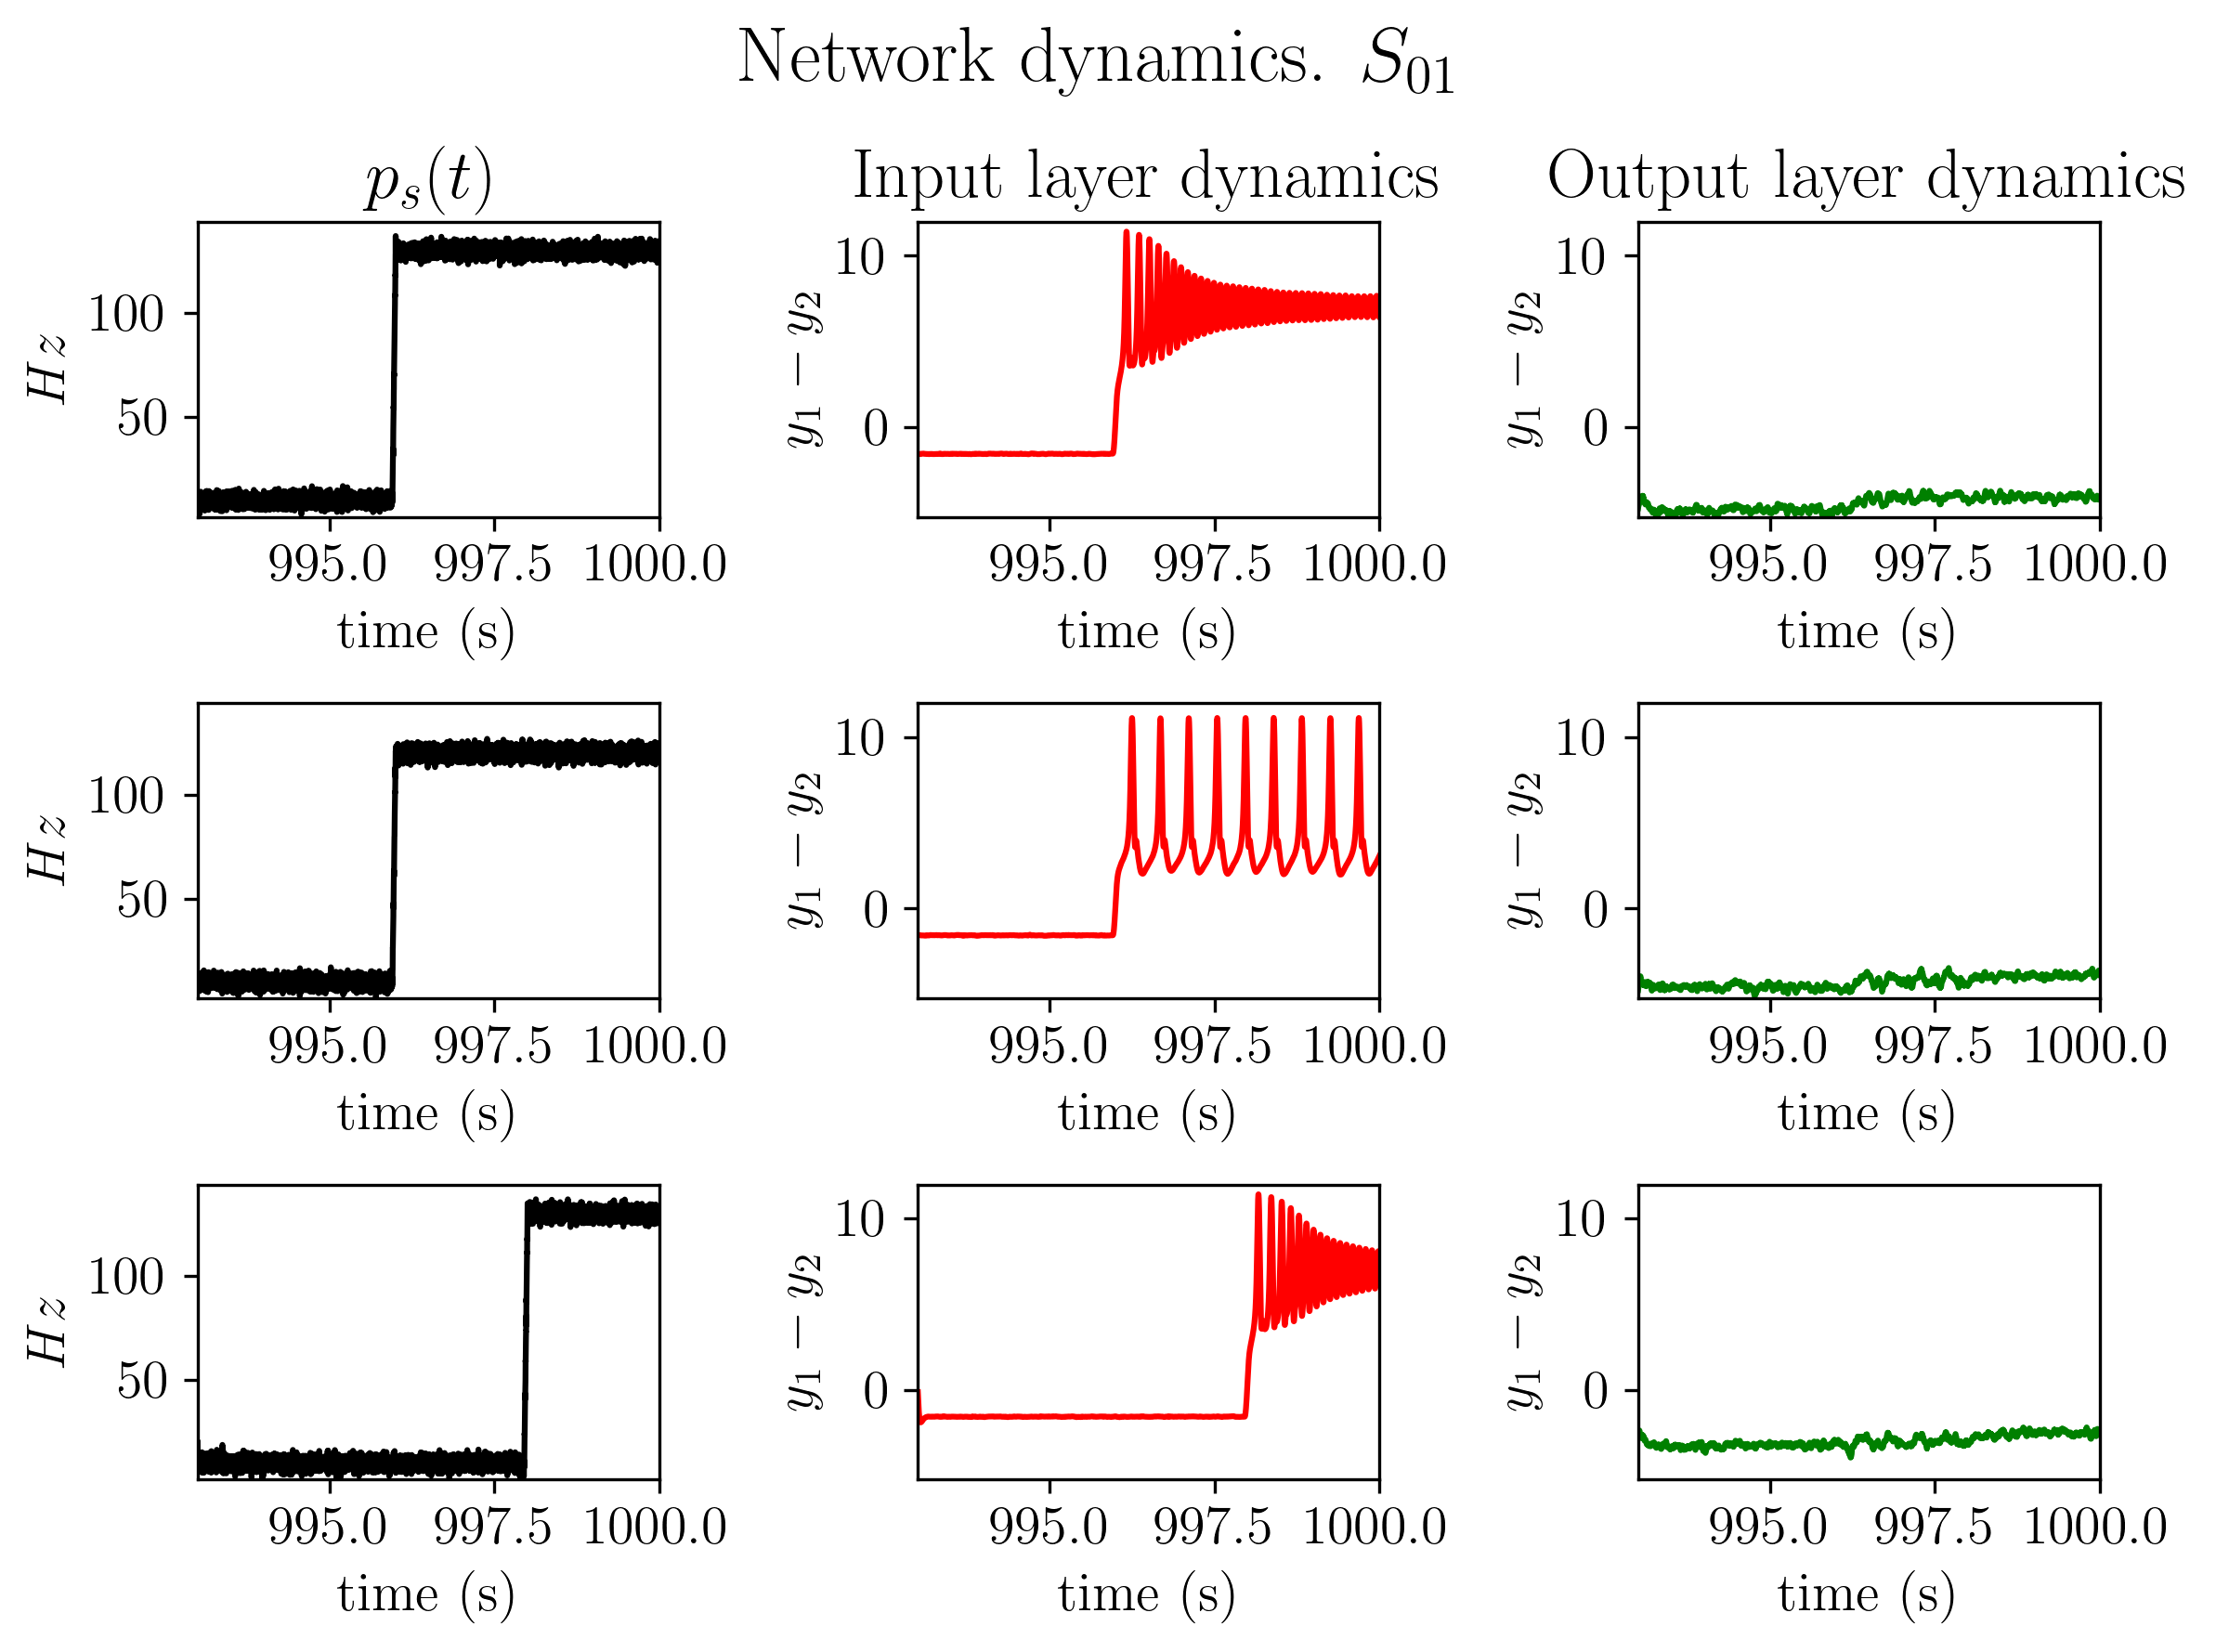 Network dynamics. S01
ps(t)
Input layer dynamics
Output layer dynamics
Hz
100
50
995.0 997.5 1000.0
time (s)
y1 − y2
10
0
995.0 997.5 1000.0
time (s)
y1 − y2
10
0
995.0 997.5 1000.0
time (s)
Hz
100
50
995.0 997.5 1000.0
time (s)
y1 − y2
10
0
995.0 997.5 1000.0
time (s)
y1 − y2
10
0
995.0 997.5 1000.0
time (s)
Hz
100
50
995.0 997.5 1000.0
time (s)
y1 − y2
10
0
995.0 997.5 1000.0
time (s)
y1 − y2
10
0
995.0 997.5 1000.0
time (s)